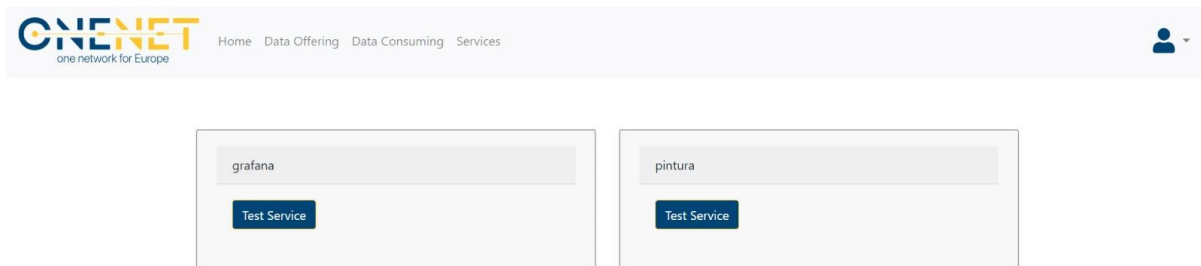 ONENET
one network for Europe
Home Data Offering Data Consuming Services
grafana
pintura
Test Service
Test Service